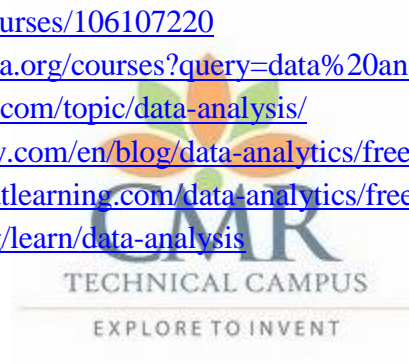 urses/106107220
a.org/courses?query=data%20an
com/topic/data-analysis/
v.com/en/blog/data-analytics/free
tlearning.com/data-analytics/free
g/learn/data-analysis
CMR
TECHNICAL CAMPUS
EXPLORE TO INVENT